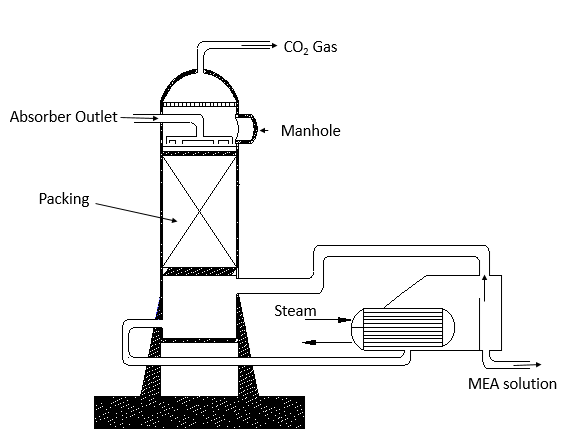 CO₂ Gas
Absorber Outlet
Manhole
Packing
Steam
MEA solution